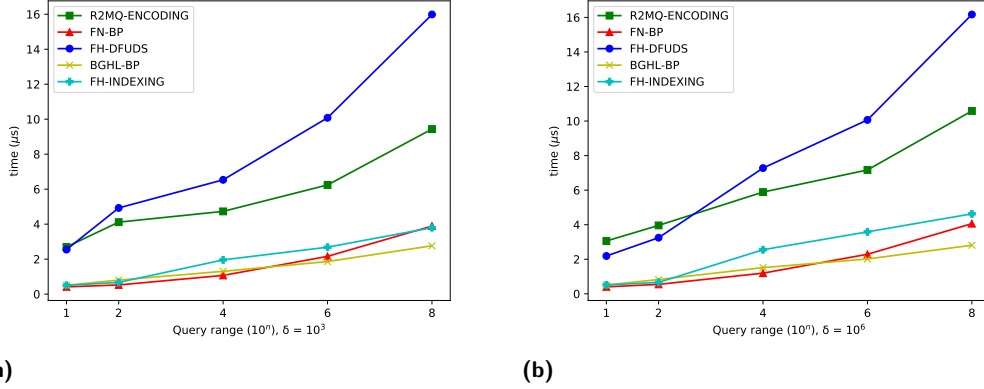 16
14
12
10
8
6
4
2
0
time (μs)
R2MQ-ENCODING
FN-BP
FH-DFUDS
BGHL-BP
FH-INDEXING
1 2 4 6 8
Query range (10ⁿ), δ = 10³
16
14
12
10
8
6
4
2
0
time (μs)
R2MQ-ENCODING
FN-BP
FH-DFUDS
BGHL-BP
FH-INDEXING
1 2 4 6 8
Query range (10ⁿ), δ = 10⁶
)
(b)